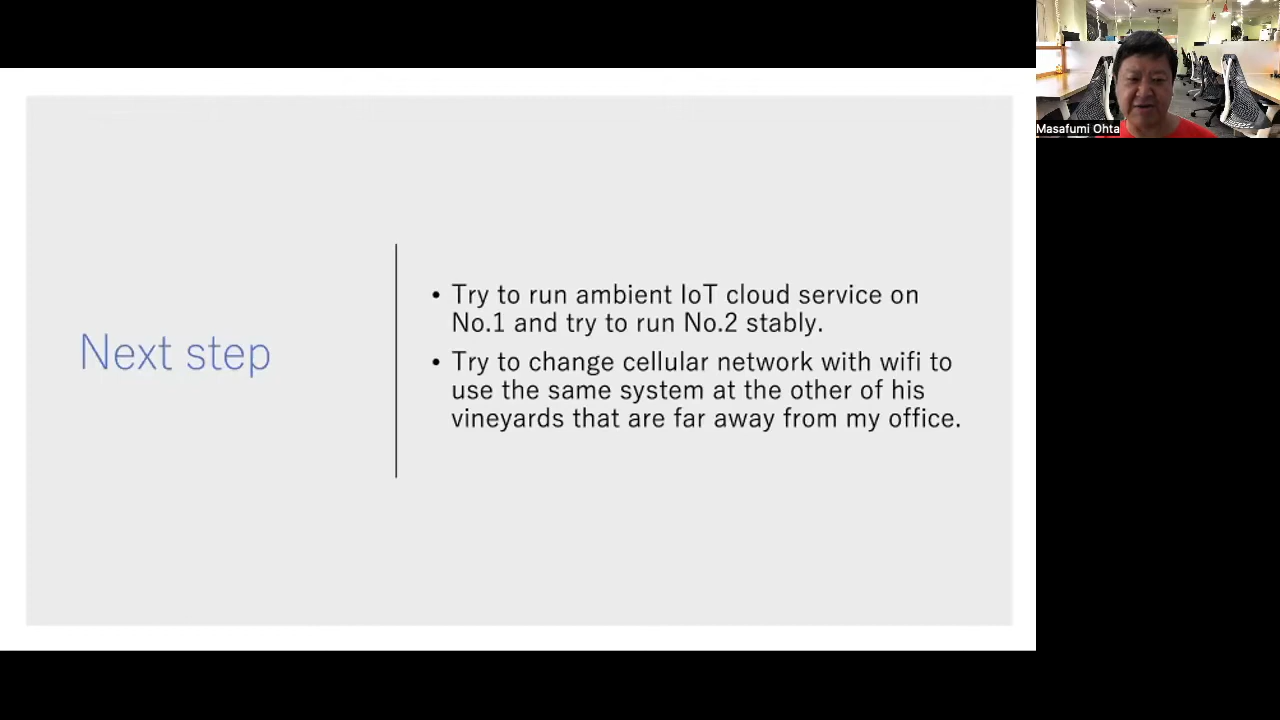 Masafumi Ohta
Next step
• Try to run ambient IoT cloud service on
No.1 and try to run No.2 stably.
• Try to change cellular network with wifi to
use the same system at the other of his
vineyards that are far away from my office.